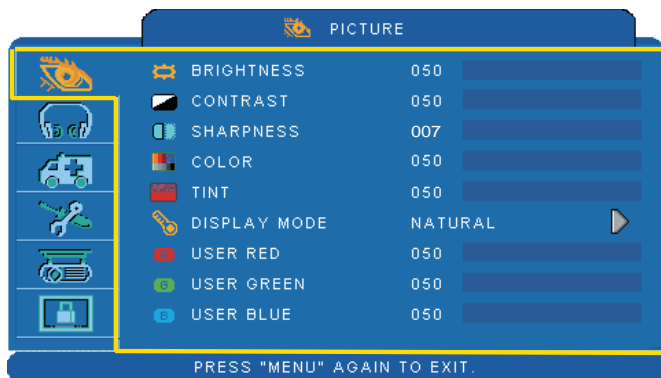 PICTURE
BRIGHTNESS 050
CONTRAST 050
SHARPNESS 007
COLOR 050
TINT 050
DISPLAY MODE NATURAL
R USER RED 050
G USER GREEN 050
B USER BLUE 050
PRESS "MENU" AGAIN TO EXIT.